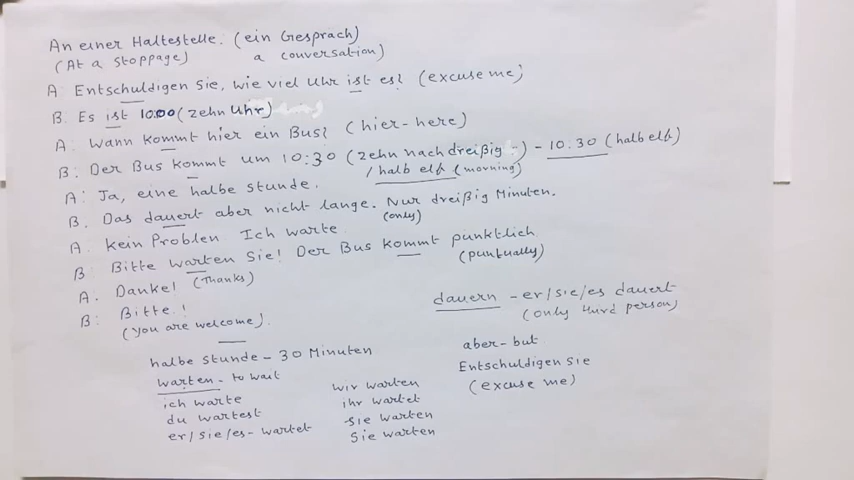 An einer Haltestelle. (ein Gespräch)
(At a stoppage) a conversation)
A: Entschuldigen Sie, wie viel Uhr ist es? (excuse me)
B. Es ist 10:00 (zehn Uhr)
A: Wann kommt hier ein Bus? (hier-here)
B: Der Bus kommt um 10:30 (zehn nach dreißig) - 10.30 (halb elf)
/ halb elf (morning)
A: Ja, eine halbe Stunde.
B. Das dauert aber nicht lange. Nur dreißig Minuten.
(only)
A. Kein Problen Ich warte
B: Bitte warten Sie! Der Bus kommt punktlich
(puntually)
A. Danke! (Thanks)
B: Bitte.!
(you are welcome).
dauern - er/sie/es dauert
(only 4urd person)
halbe Stunde - 30 Minuten
warten - to wait
ich warte
du wartest
er/sie/es - wartet
wir warten
ihr wartet
sie warten
Sie warten
aber-but
Entschuldigen Sie
(excuse me)